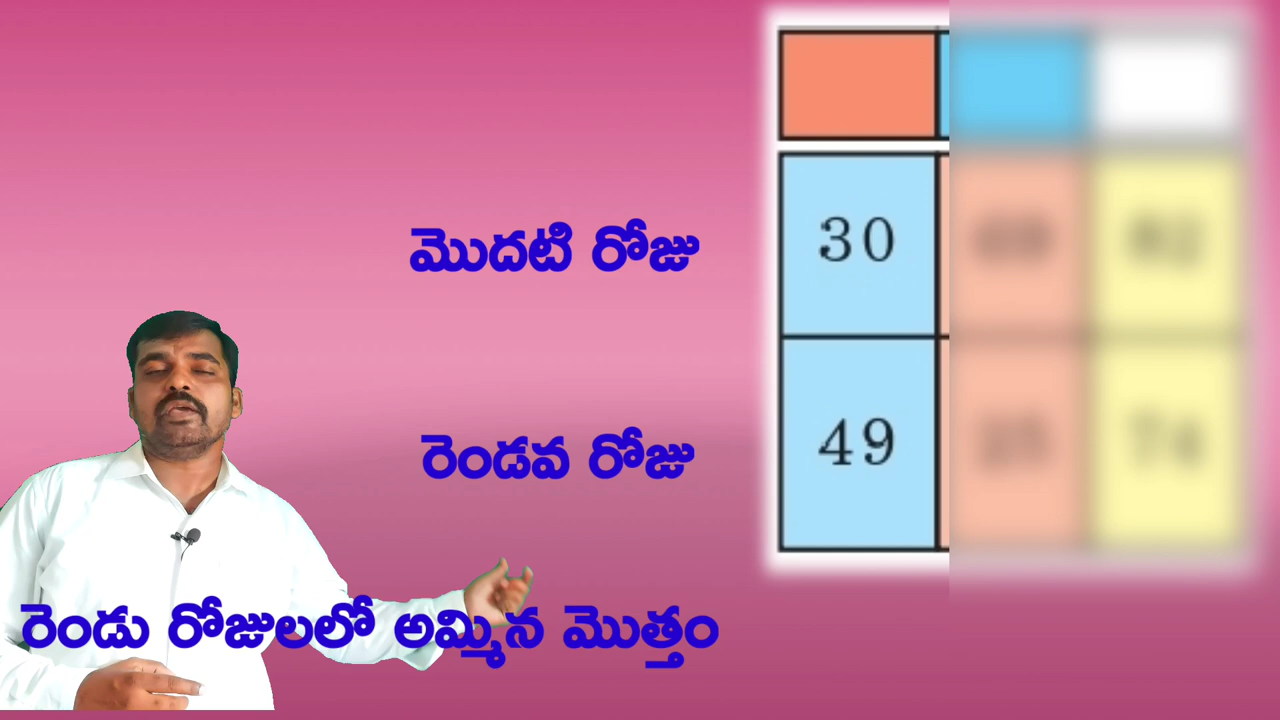 మొదటి రోజు
30
రెండవ రోజు
49
రెండు రోజులలో అమ్మిన మొత్తం